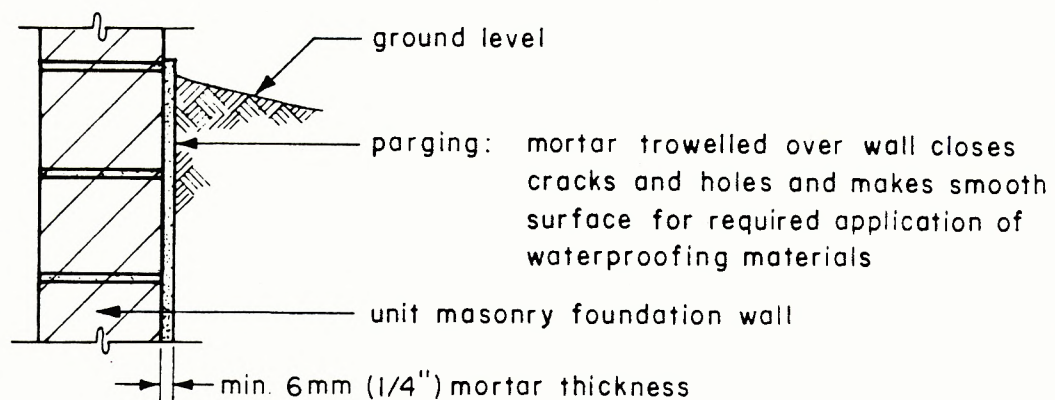 ground level
parging: mortar trowelled over wall closes
cracks and holes and makes smooth
surface for required application of
waterproofing materials
unit masonry foundation wall
min. 6mm (1/4") mortar thickness